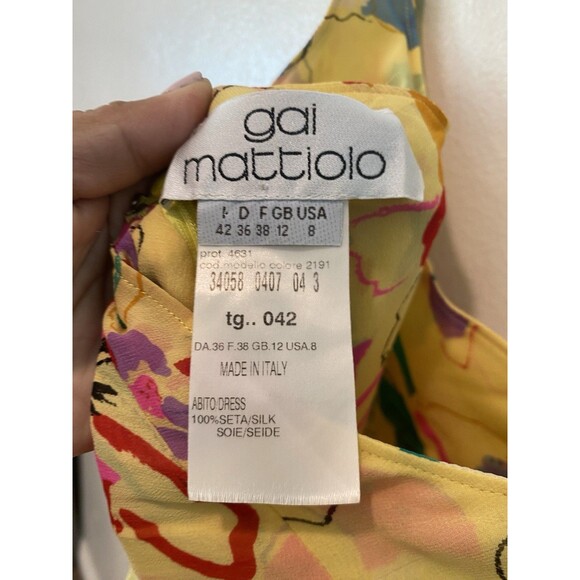 gai
mattiolo
I D F GB USA
42 36 38 12 8
prot. 4631
cod.modello colore 2191
34058 0407 04 3
tg.. 042
DA.36 F.38 GB.12 USA.8
MADE IN ITALY
ABITO/DRESS
100%SETA/SILK
SOIE/SEIDE